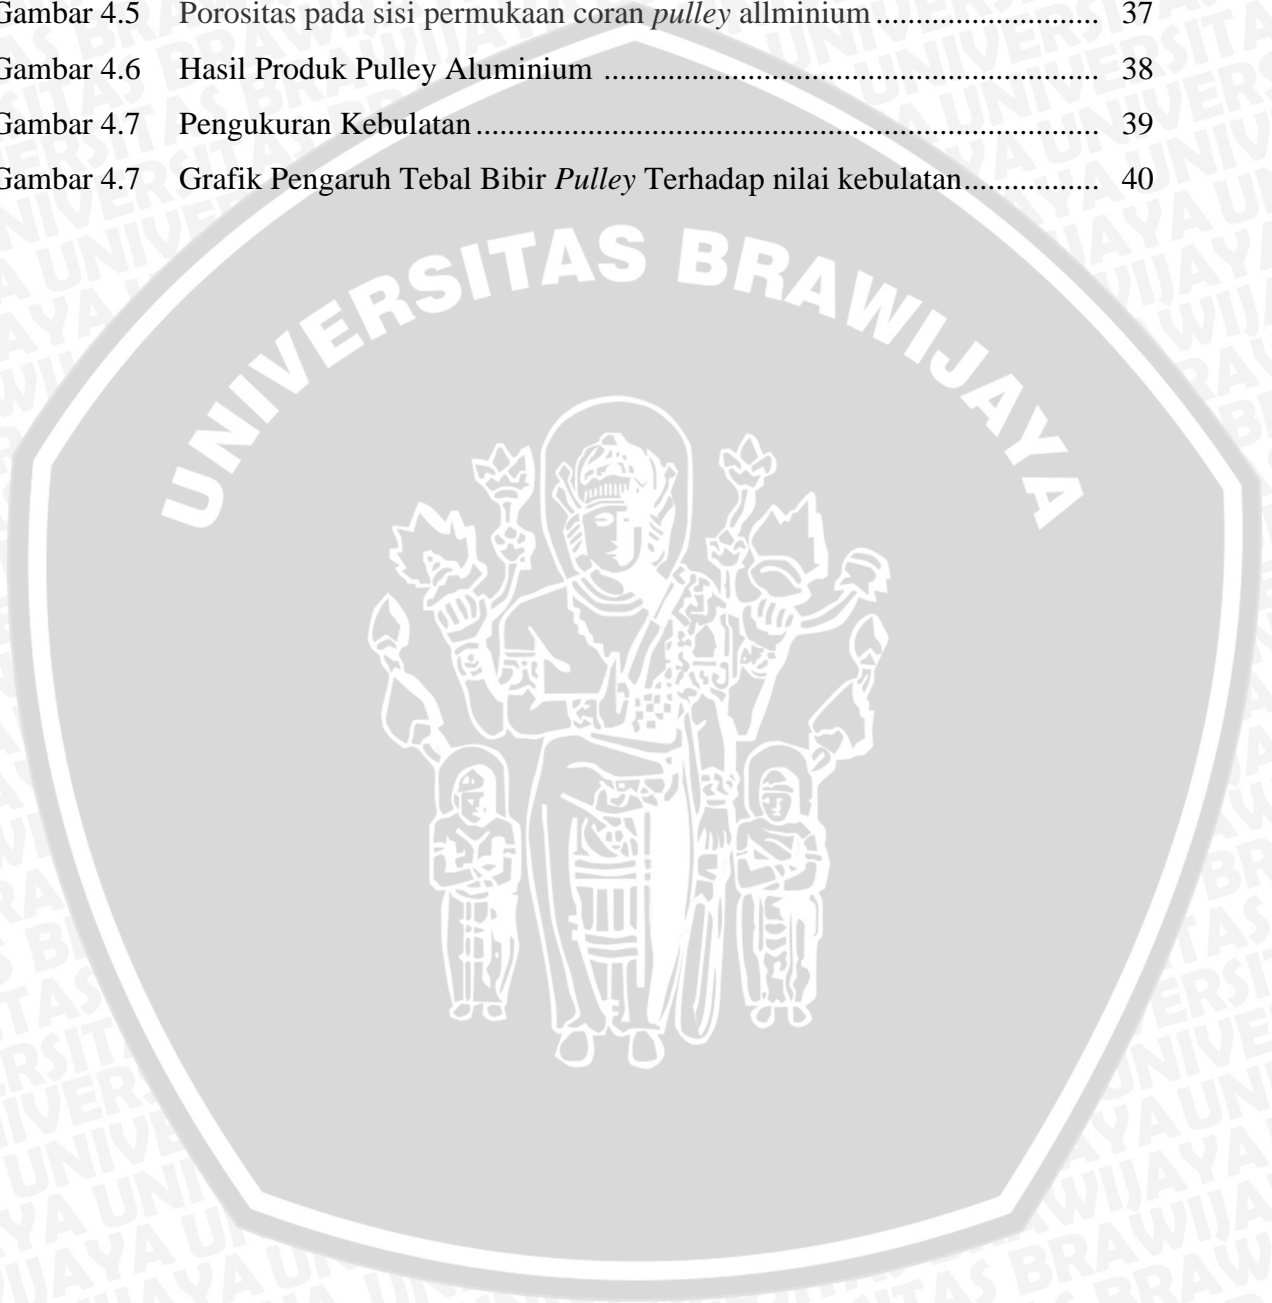 Gambar 4.5 Porositas pada sisi permukaan coran pulley allminium ........................... 37
Gambar 4.6 Hasil Produk Pulley Aluminium ............................................................ 38
Gambar 4.7 Pengukuran Kebulatan ............................................................................ 39
Gambar 4.7 Grafik Pengaruh Tebal Bibir Pulley Terhadap nilai kebulatan ................ 40
UNIVERSITAS BRAWIJAYA